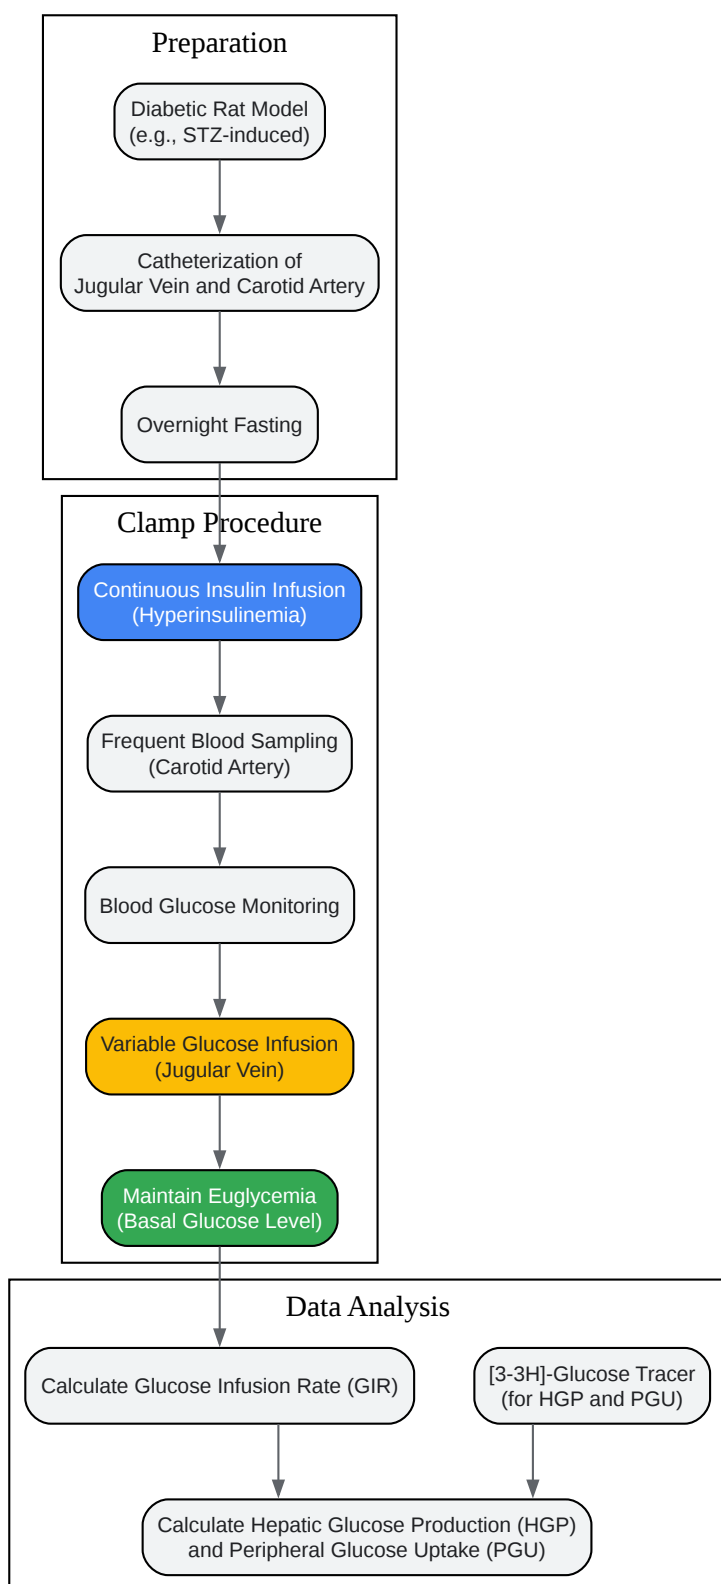 Preparation
Diabetic Rat Model
(e.g., STZ-induced)
Catheterization of
Jugular Vein and Carotid Artery
Overnight Fasting
Clamp Procedure
Continuous Insulin Infusion
(Hyperinsulinemia)
Frequent Blood Sampling
(Carotid Artery)
Blood Glucose Monitoring
Variable Glucose Infusion
(Jugular Vein)
Maintain Euglycemia
(Basal Glucose Level)
Data Analysis
Calculate Glucose Infusion Rate (GIR)
[3-3H]-Glucose Tracer
(for HGP and PGU)
Calculate Hepatic Glucose Production (HGP)
and Peripheral Glucose Uptake (PGU)